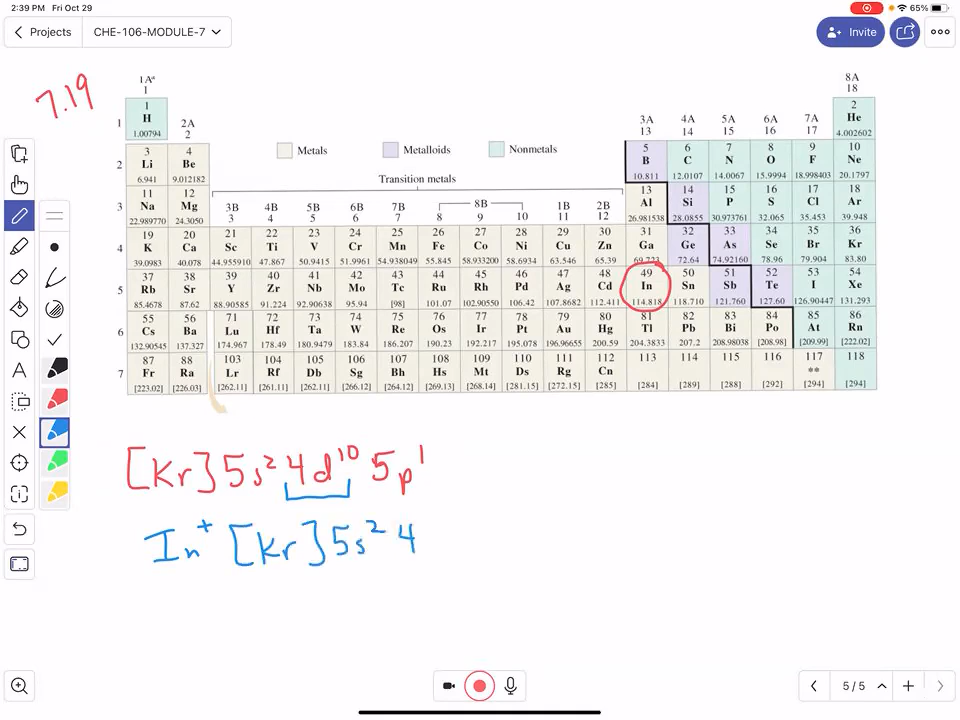 2:39 PM Fri Oct 29
65%
Projects CHE-106-MODULE-7 Invite
7.19
1Aᵃ 8A
1 18
1 2
1 H 2A He
1.00794 2 3A 4A 5A 6A 7A 4.002602
13 14 15 16 17
3 4 Metals Metalloids Nonmetals 5 6 7 8 9 10
2 Li Be B C N O F Ne
6.941 9.012182 10.811 12.0107 14.0067 15.9994 18.998403 20.1797
11 12 Transition metals 13 14 15 16 17 18
3 Na Mg 3B 4B 5B 6B 7B 8B 1B 2B Al Si P S Cl Ar
22.989770 24.3050 3 4 5 6 7 8 9 10 11 12 26.981538 28.0855 30.973761 32.065 35.453 39.948
19 20 21 22 23 24 25 26 27 28 29 30 31 32 33 34 35 36
4 K Ca Sc Ti V Cr Mn Fe Co Ni Cu Zn Ga Ge As Se Br Kr
39.0983 40.078 44.955910 47.867 50.9415 51.9961 54.938049 55.845 58.933200 58.6934 63.546 65.39 69.723 72.64 74.92160 78.96 79.904 83.80
37 38 39 40 41 42 43 44 45 46 47 48 49 50 51 52 53 54
5 Rb Sr Y Zr Nb Mo Tc Ru Rh Pd Ag Cd In Sn Sb Te I Xe
85.4678 87.62 88.90585 91.224 92.90638 95.94 [98] 101.07 102.90550 106.42 107.8682 112.411 114.818 118.710 121.760 127.60 126.90447 131.293
55 56 71 72 73 74 75 76 77 78 79 80 81 82 83 84 85 86
6 Cs Ba Lu Hf Ta W Re Os Ir Pt Au Hg Tl Pb Bi Po At Rn
132.90545 137.327 174.967 178.49 180.9479 183.84 186.207 190.23 192.217 195.078 196.96655 200.59 204.3833 207.2 208.98038 [208.98] [209.99] [222.02]
87 88 103 104 105 106 107 108 109 110 111 112 113 114 115 116 117 118
7 Fr Ra Lr Rf Db Sg Bh Hs Mt Ds Rg Cn **
[223.02] [226.03] [262.11] [261.11] [262.11] [266.12] [264.12] [269.13] [268.14] [281.15] [272.15] [285] [284] [289] [288] [292] [294] [294]
[Kr]5s²4d¹⁰5p¹
In⁺[Kr]5s²4
A
5/5